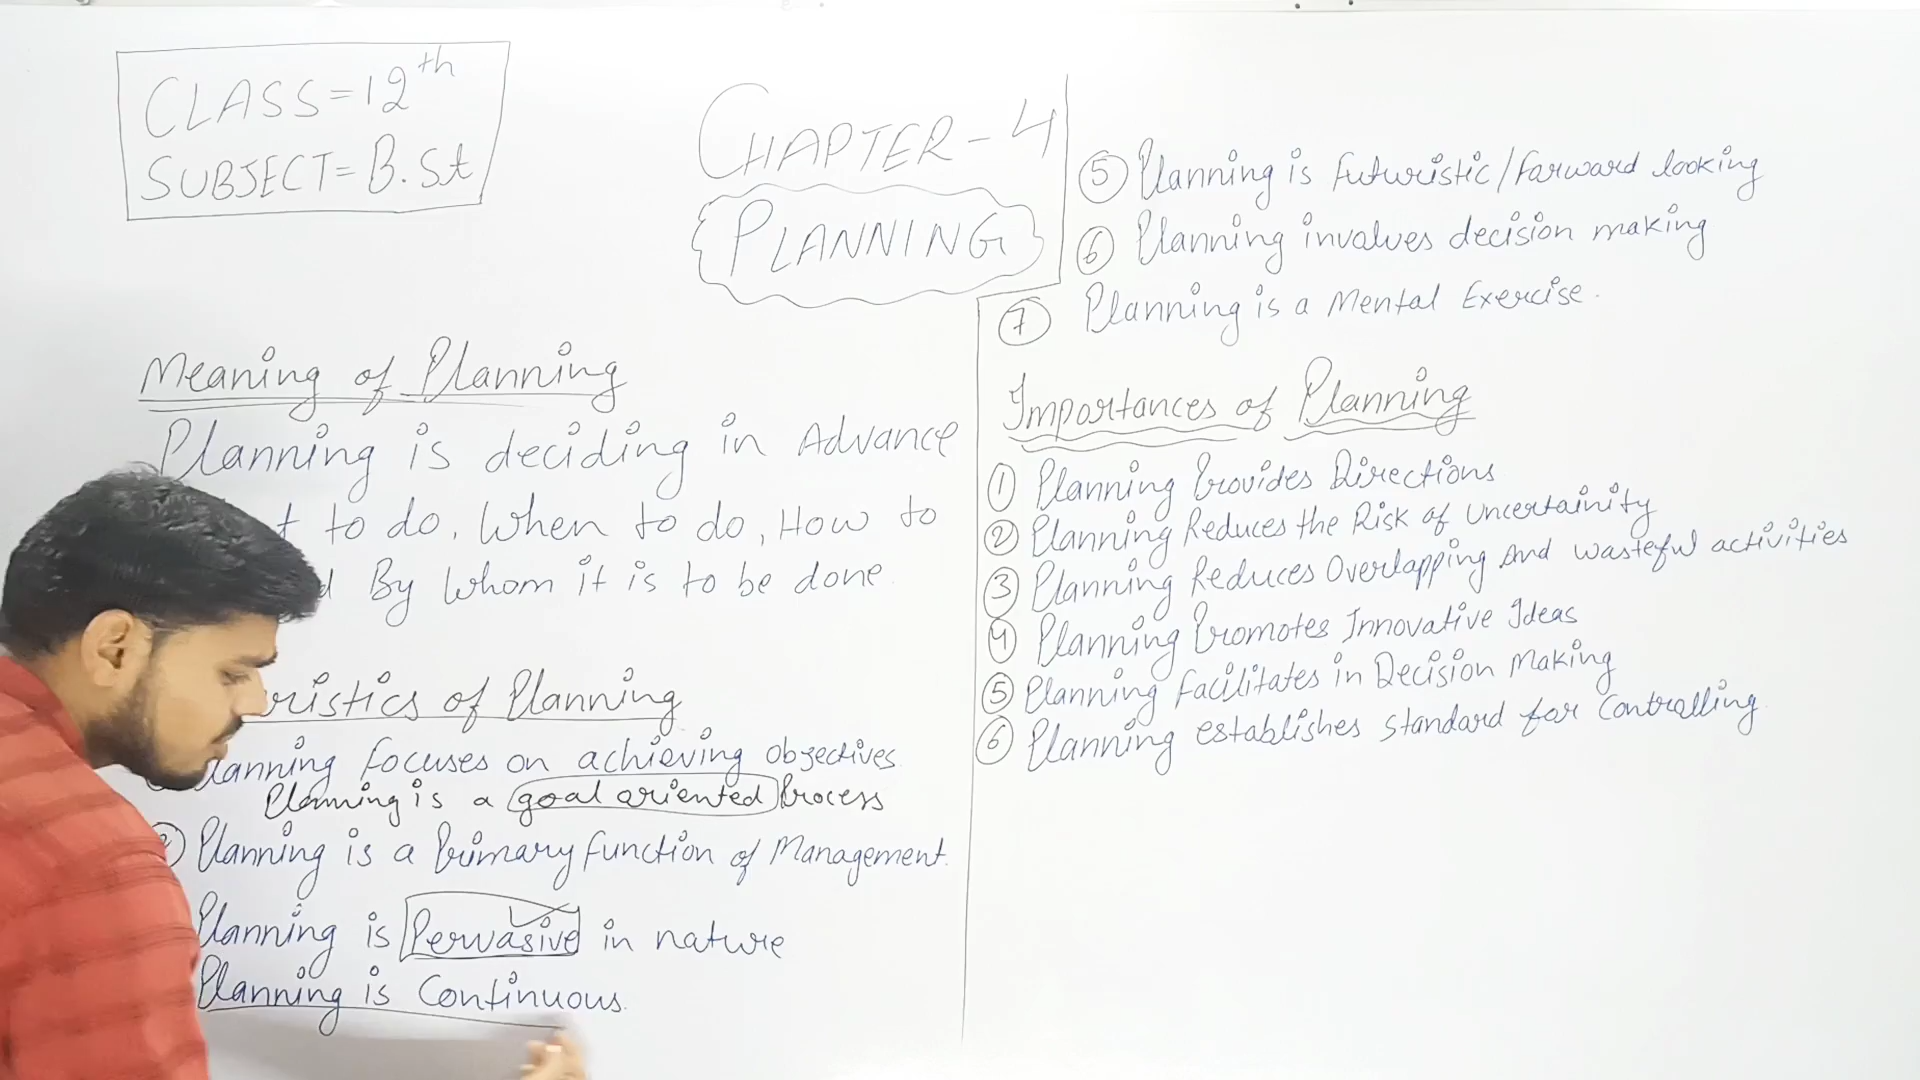 CLASS=12th
SUBJECT=B.St
CHAPTER-4
PLANNING
Meaning of Planning
Planning is deciding in Advance
to do, When to do, How to
By Whom it is to be done
of Planning
Planning focuses on achieving objectives.
Planning is a goal oriented Process
Planning is a Primary function of Management.
Planning is Pervasive in nature
Planning is Continuous.
5 Planning is futuristic/forward looking
6 Planning involves decision making
7 Planning is a Mental Exercise.
Importances of Planning
1 Planning Provides Directions
2 Planning Reduces the Risk of Uncertainity
3 Planning Reduces Overlapping and wasteful activities
4 Planning Promotes Innovative Ideas
5 Planning facilitates in Decision Making
6 Planning establishes standard for Controlling.